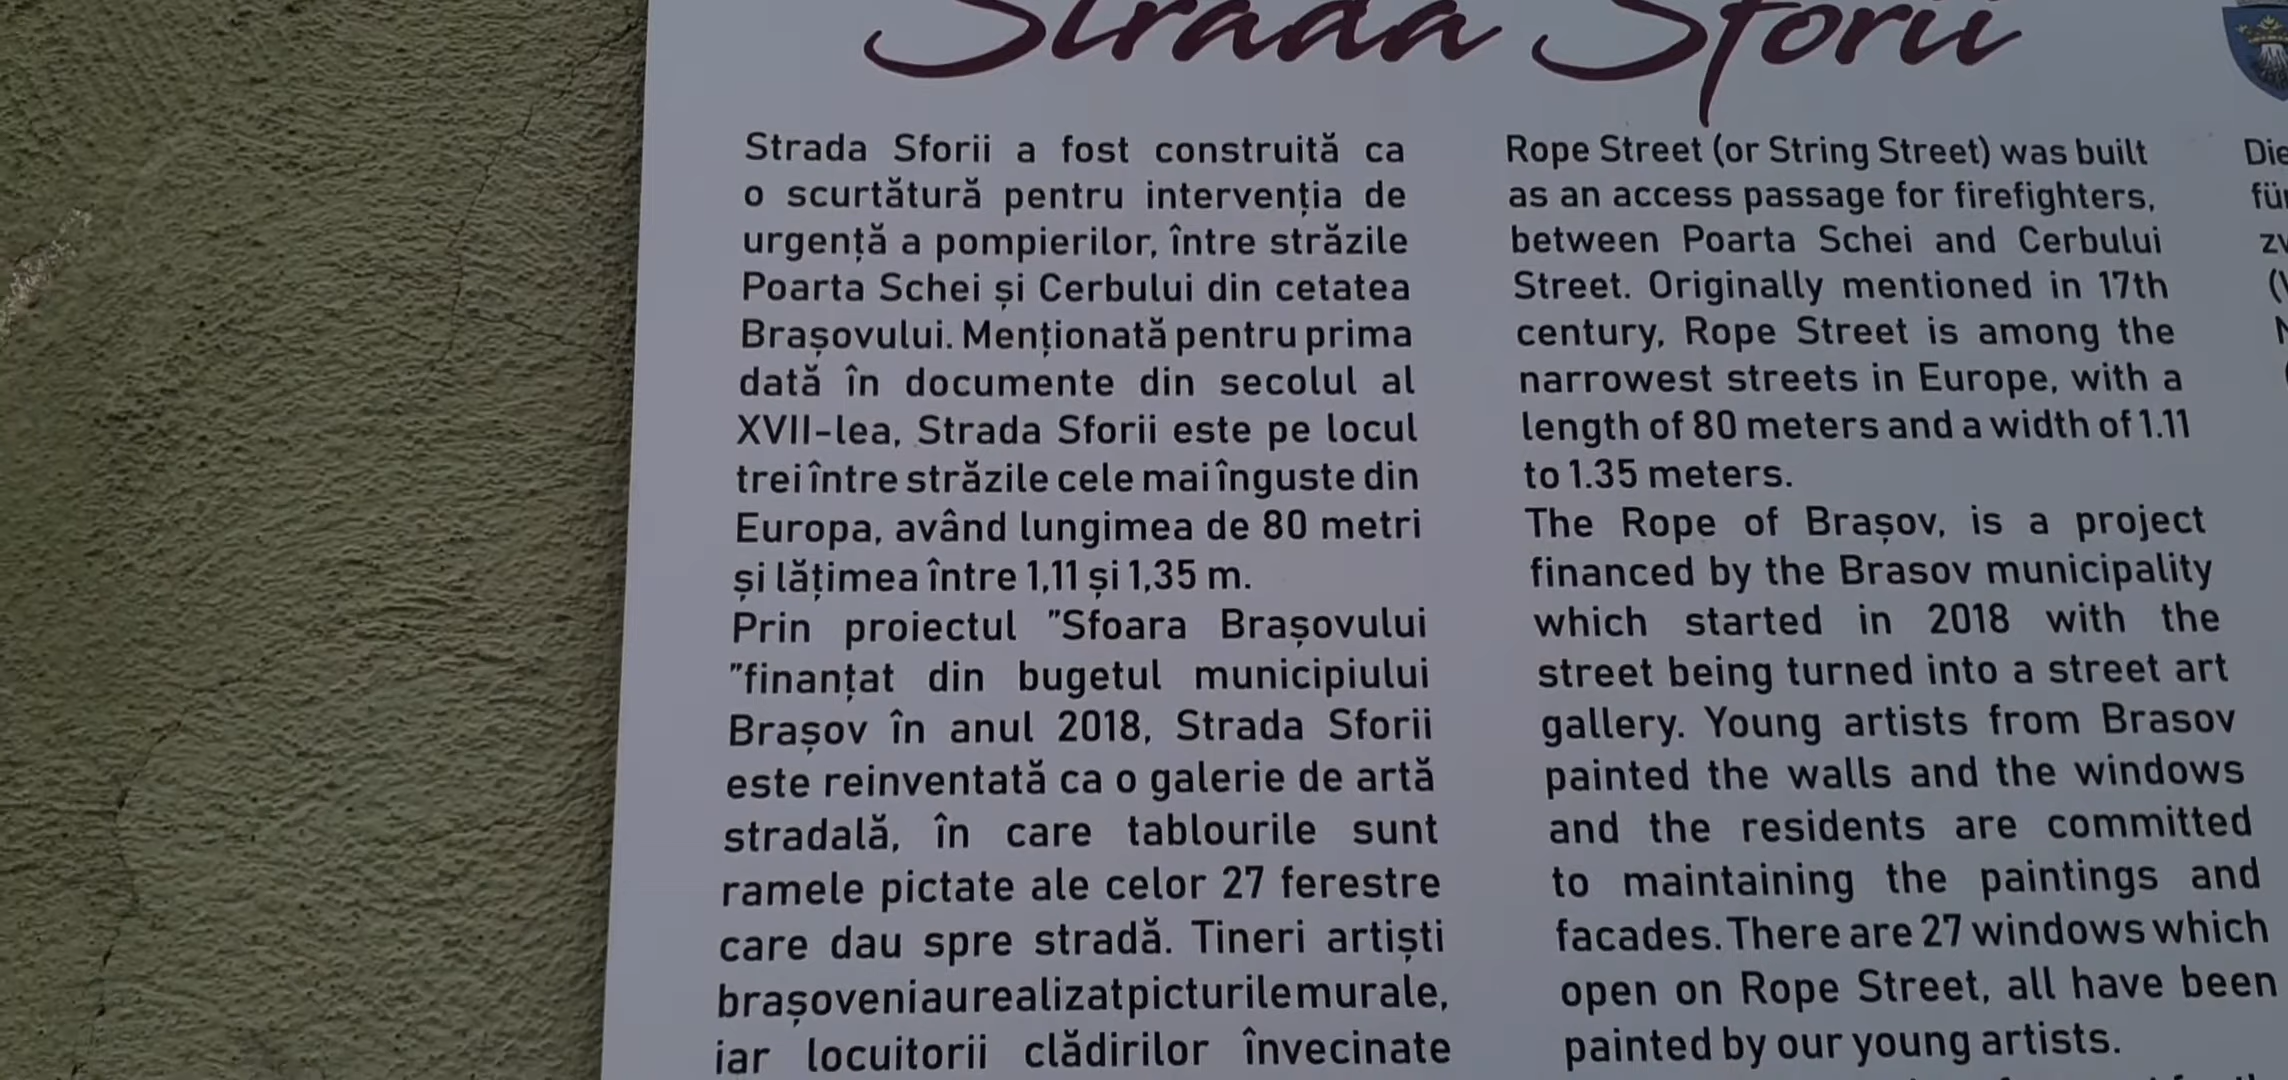 Strada Sforii
Strada Sforii a fost construită ca
o scurtătură pentru intervenția de
urgență a pompierilor, între străzile
Poarta Schei și Cerbului din cetatea
Brașovului. Menționată pentru prima
dată în documente din secolul al
XVII-lea, Strada Sforii este pe locul
trei între străzile cele mai înguste din
Europa, având lungimea de 80 metri
și lățimea între 1,11 și 1,35 m.
Prin proiectul "Sfoara Brașovului
"finanțat din bugetul municipiului
Brașov în anul 2018, Strada Sforii
este reinventată ca o galerie de artă
stradală, în care tablourile sunt
ramele pictate ale celor 27 ferestre
care dau spre stradă. Tineri artiști
brașoveni au realizat picturile murale,
iar locuitorii clădirilor învecinate
Rope Street (or String Street) was built
as an access passage for firefighters,
between Poarta Schei and Cerbului
Street. Originally mentioned in 17th
century, Rope Street is among the
narrowest streets in Europe, with a
length of 80 meters and a width of 1.11
to 1.35 meters.
The Rope of Brașov, is a project
financed by the Brasov municipality
which started in 2018 with the
street being turned into a street art
gallery. Young artists from Brasov
painted the walls and the windows
and the residents are committed
to maintaining the paintings and
facades. There are 27 windows which
open on Rope Street, all have been
painted by our young artists.
Die